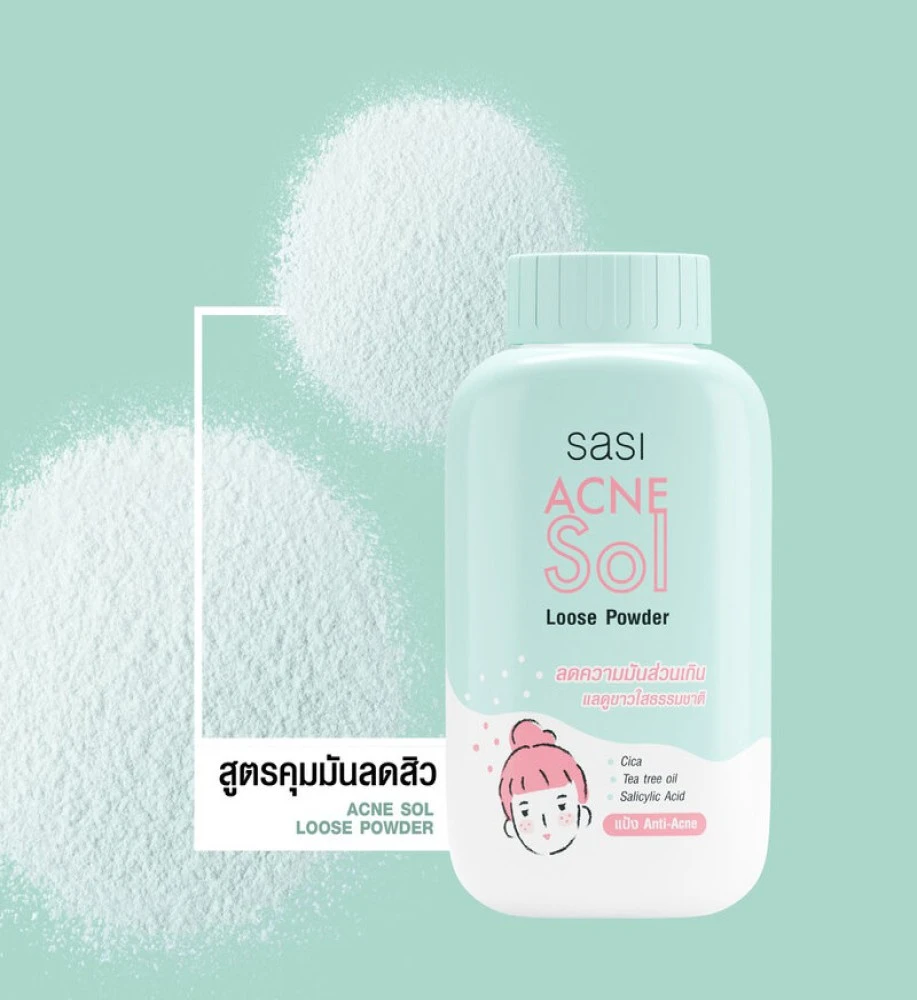 sasi
ACNE
Sol
Loose Powder
ลดความมันส่วนเกิน
แลดูขาวใสธรรมชาติ
Cica
Tea tree oil
Salicylic Acid
แป้ง Anti-Acne
สูตรคุมมันลดสิว
ACNE SOL
LOOSE POWDER